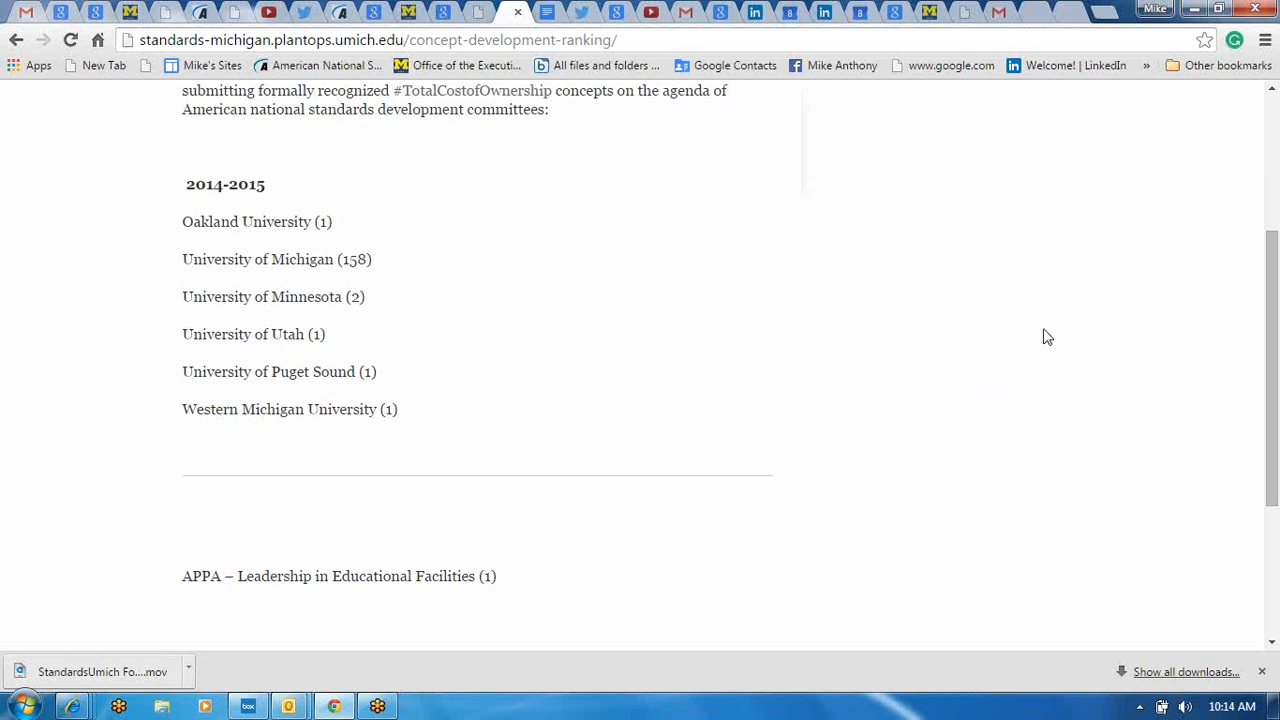 Mike
standards-michigan.plantops.umich.edu/concept-development-ranking/
Apps New Tab Mike's Sites American National S... Office of the Executi... All files and folders ... Google Contacts Mike Anthony www.google.com Welcome! | LinkedIn » Other bookmarks
submitting formally recognized #TotalCostofOwnership concepts on the agenda of
American national standards development committees:
2014-2015
Oakland University (1)
University of Michigan (158)
University of Minnesota (2)
University of Utah (1)
University of Puget Sound (1)
Western Michigan University (1)
APPA – Leadership in Educational Facilities (1)
StandardsUmich Fo....mov
Show all downloads...
10:14 AM